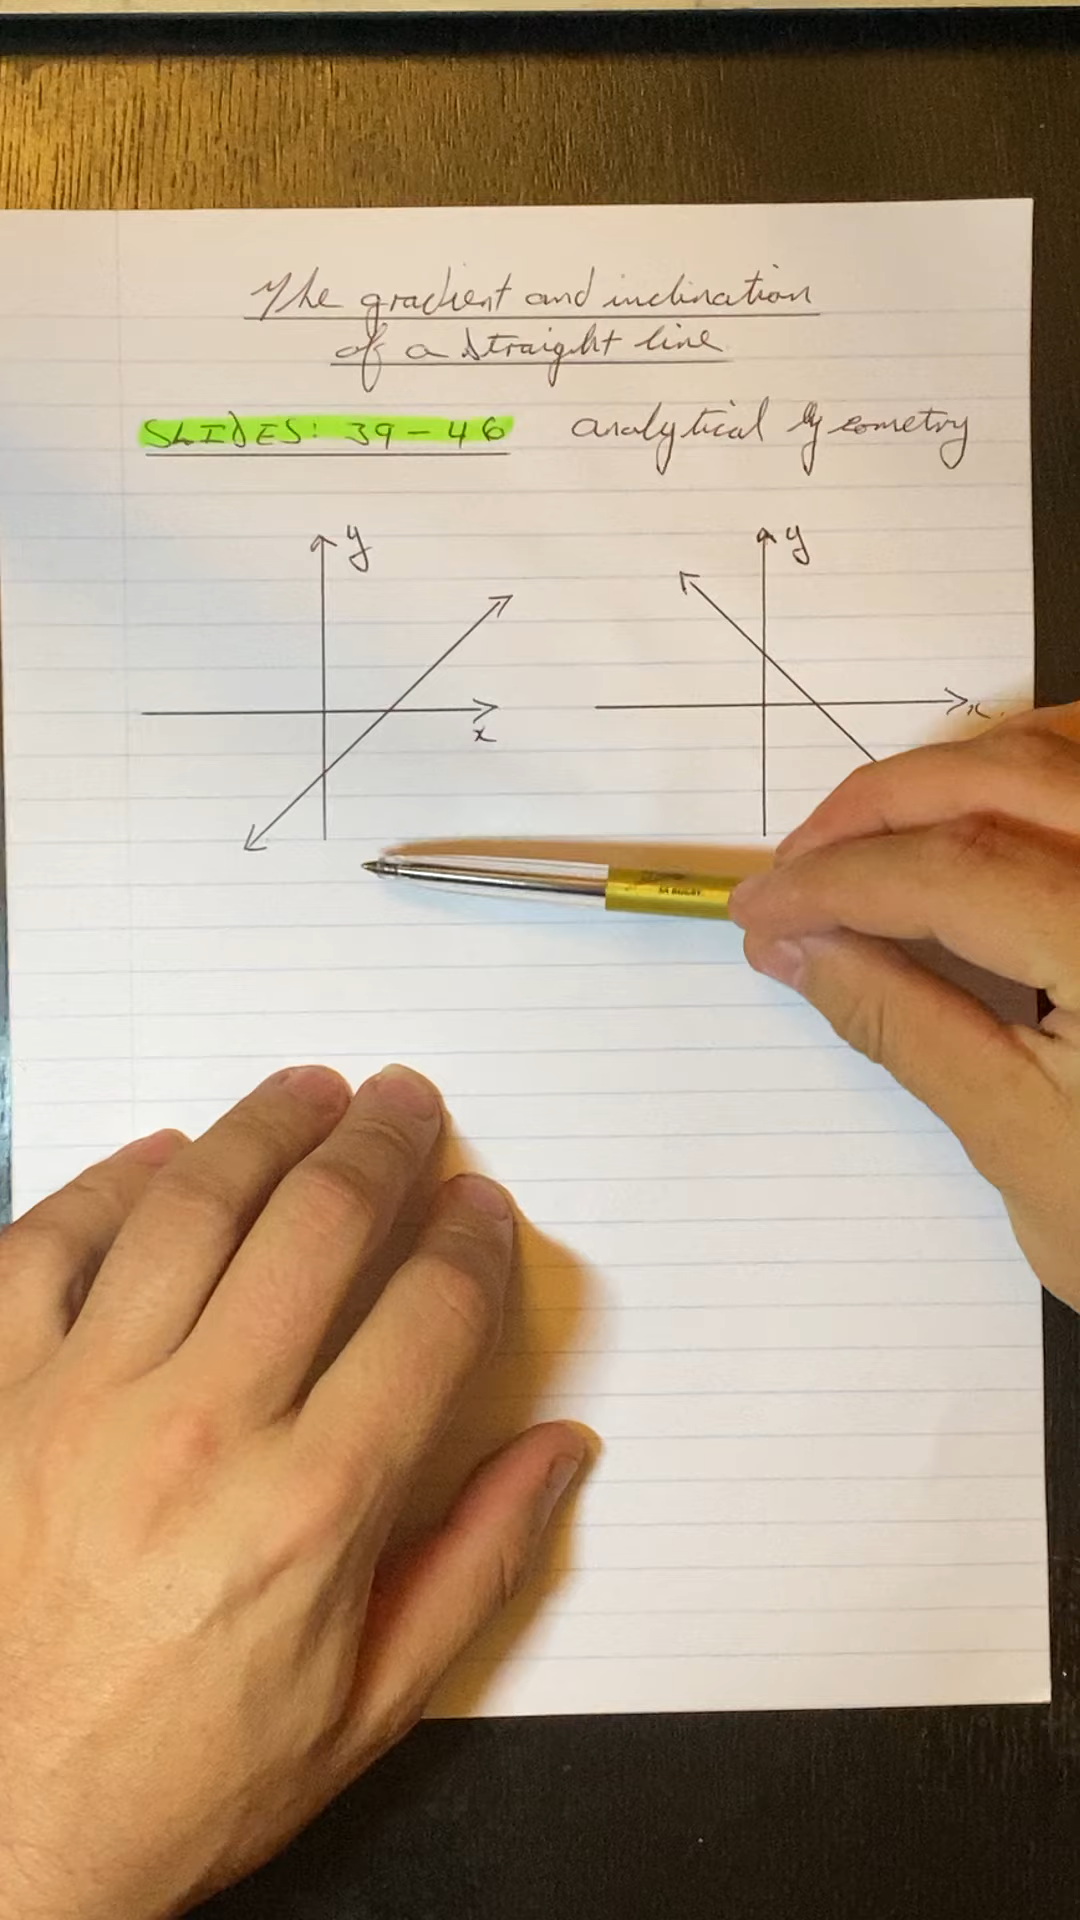 The gradient and inclination
of a straight line
SLIDES: 39 - 46 analytical geometry
y y
x x